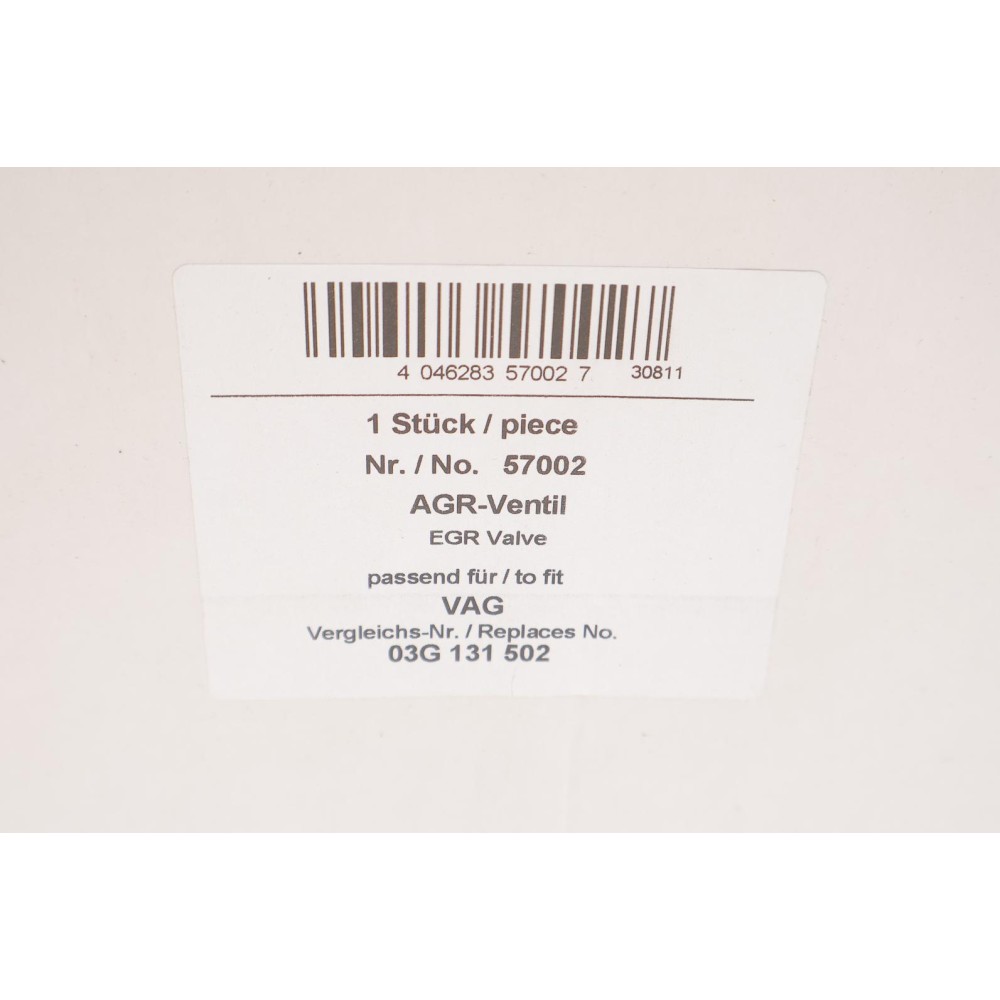 4 046283 57002 7 30811
1 Stück / piece
Nr. / No. 57002
AGR-Ventil
EGR Valve
passend für / to fit
VAG
Vergleichs-Nr. / Replaces No.
03G 131 502